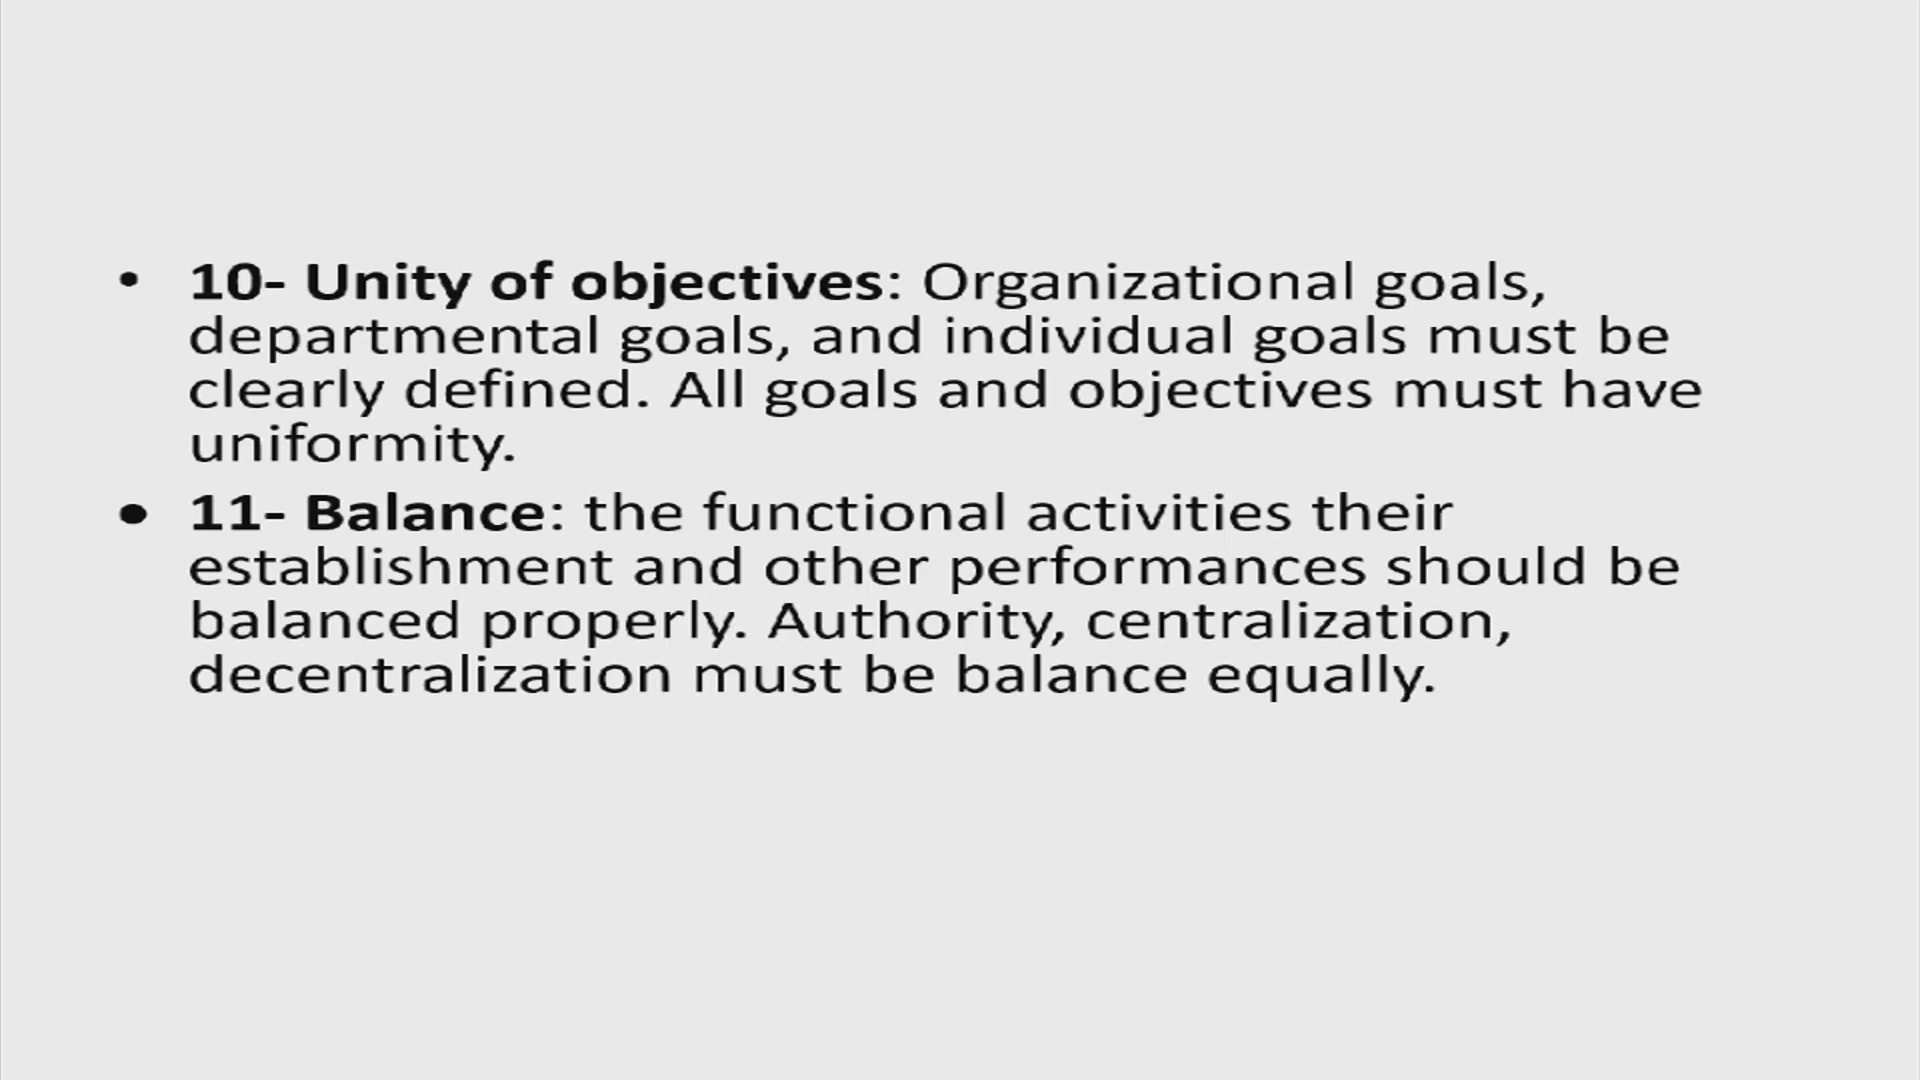 • 10- Unity of objectives: Organizational goals,
departmental goals, and individual goals must be
clearly defined. All goals and objectives must have
uniformity.
• 11- Balance: the functional activities their
establishment and other performances should be
balanced properly. Authority, centralization,
decentralization must be balance equally.